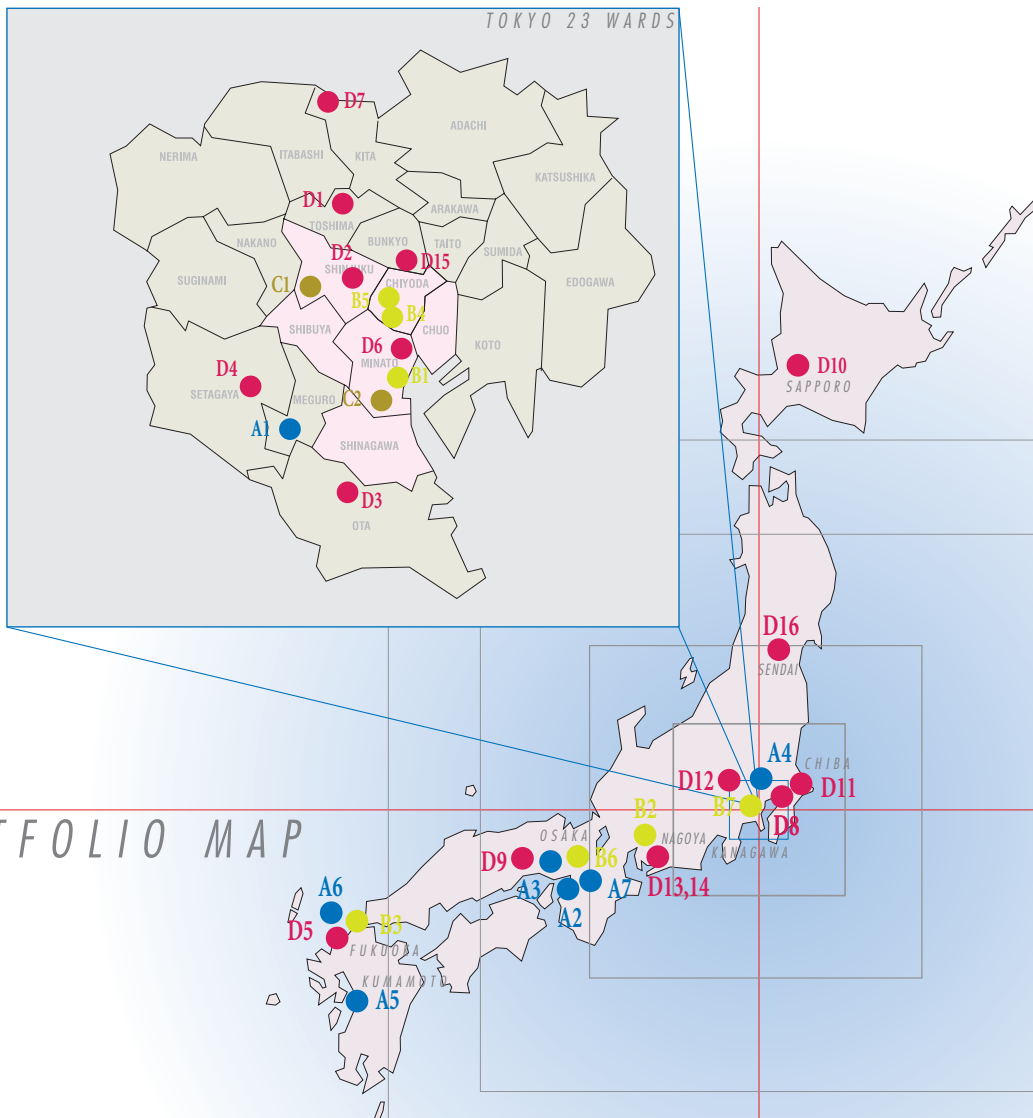 TOKYO 23 WARDS
D7
ADACHI
NERIMA
ITABASHI
KITA
KATSUSHIKA
D1
ARAKAWA
TOSHIMA
BUNKYO
TAITO
SUMIDA
NAKANO
D2
D15
SHINJUKU
SUGINAMI
CHIYODA
EDOGAWA
C1
B5
B4
SHIBUYA
CHUO
KOTO
D6
MINATO
D4
B1
SETAGAYA
MEGURO
C2
A1
SHINAGAWA
D3
OTA
D10
SAPPORO
D16
SENDAI
A4
CHIBA
D12
D11
B7
D8
B2
TFOLIO MAP
OSAKA
NAGOYA
KANAGAWA
D9
B6
A3
A7
D13,14
A2
A6
B3
D5
FUKUOKA
KUMAMOTO
A5